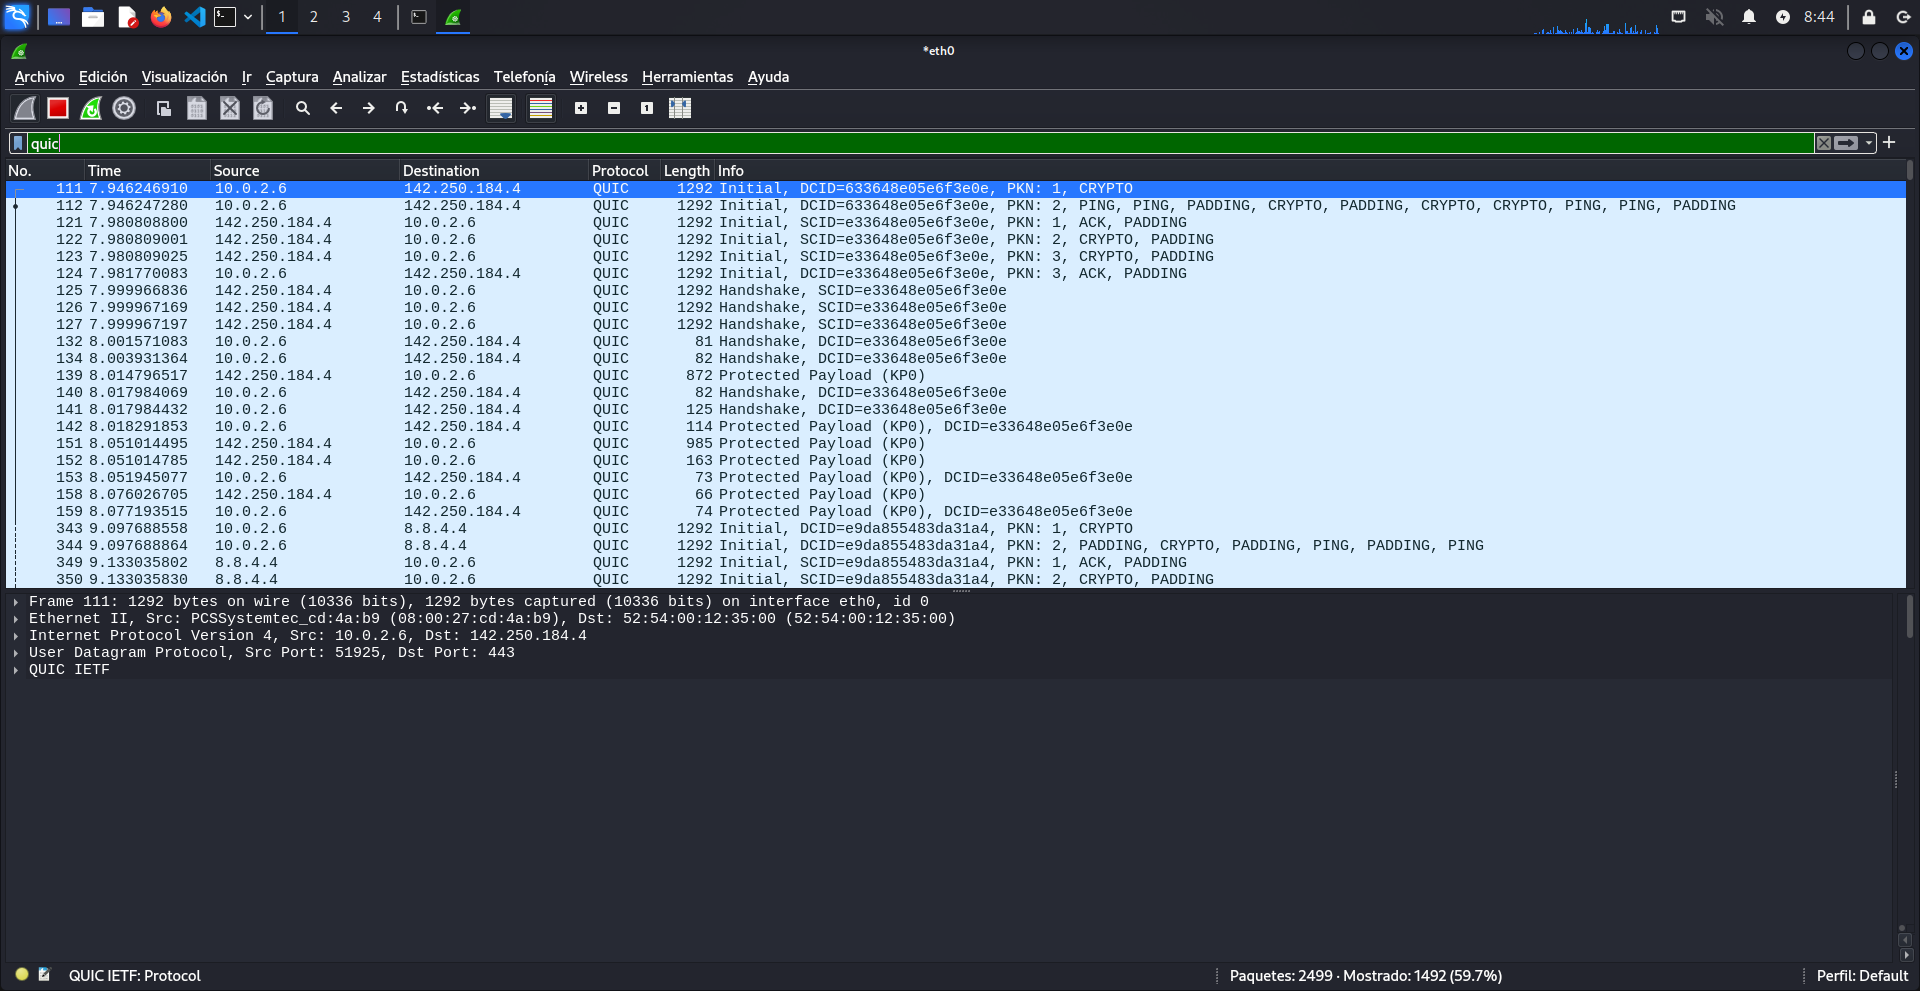 1 2 3 4 8:44
*eth0
Archivo Edición Visualización Ir Captura Analizar Estadísticas Telefonía Wireless Herramientas Ayuda
quic
No. Time Source Destination Protocol Length Info
111 7.946246910 10.0.2.6 142.250.184.4 QUIC 1292 Initial, DCID=633648e05e6f3e0e, PKN: 1, CRYPTO
112 7.946247280 10.0.2.6 142.250.184.4 QUIC 1292 Initial, DCID=633648e05e6f3e0e, PKN: 2, PING, PING, PADDING, CRYPTO, PADDING, CRYPTO, CRYPTO, PING, PING, PADDING
121 7.980808800 142.250.184.4 10.0.2.6 QUIC 1292 Initial, SCID=e33648e05e6f3e0e, PKN: 1, ACK, PADDING
122 7.980809001 142.250.184.4 10.0.2.6 QUIC 1292 Initial, SCID=e33648e05e6f3e0e, PKN: 2, CRYPTO, PADDING
123 7.980809025 142.250.184.4 10.0.2.6 QUIC 1292 Initial, SCID=e33648e05e6f3e0e, PKN: 3, CRYPTO, PADDING
124 7.981770083 10.0.2.6 142.250.184.4 QUIC 1292 Initial, DCID=e33648e05e6f3e0e, PKN: 3, ACK, PADDING
125 7.999966836 142.250.184.4 10.0.2.6 QUIC 1292 Handshake, SCID=e33648e05e6f3e0e
126 7.999967169 142.250.184.4 10.0.2.6 QUIC 1292 Handshake, SCID=e33648e05e6f3e0e
127 7.999967197 142.250.184.4 10.0.2.6 QUIC 1292 Handshake, SCID=e33648e05e6f3e0e
132 8.001571083 10.0.2.6 142.250.184.4 QUIC 81 Handshake, DCID=e33648e05e6f3e0e
134 8.003931364 10.0.2.6 142.250.184.4 QUIC 82 Handshake, DCID=e33648e05e6f3e0e
139 8.014796517 142.250.184.4 10.0.2.6 QUIC 872 Protected Payload (KP0)
140 8.017984069 10.0.2.6 142.250.184.4 QUIC 82 Handshake, DCID=e33648e05e6f3e0e
141 8.017984432 10.0.2.6 142.250.184.4 QUIC 125 Handshake, DCID=e33648e05e6f3e0e
142 8.018291853 10.0.2.6 142.250.184.4 QUIC 114 Protected Payload (KP0), DCID=e33648e05e6f3e0e
151 8.051014495 142.250.184.4 10.0.2.6 QUIC 985 Protected Payload (KP0)
152 8.051014785 142.250.184.4 10.0.2.6 QUIC 163 Protected Payload (KP0)
153 8.051945077 10.0.2.6 142.250.184.4 QUIC 73 Protected Payload (KP0), DCID=e33648e05e6f3e0e
158 8.076026705 142.250.184.4 10.0.2.6 QUIC 66 Protected Payload (KP0)
159 8.077193515 10.0.2.6 142.250.184.4 QUIC 74 Protected Payload (KP0), DCID=e33648e05e6f3e0e
343 9.097688558 10.0.2.6 8.8.4.4 QUIC 1292 Initial, DCID=e9da855483da31a4, PKN: 1, CRYPTO
344 9.097688864 10.0.2.6 8.8.4.4 QUIC 1292 Initial, DCID=e9da855483da31a4, PKN: 2, PADDING, CRYPTO, PADDING, PING, PADDING, PING
349 9.133035802 8.8.4.4 10.0.2.6 QUIC 1292 Initial, SCID=e9da855483da31a4, PKN: 1, ACK, PADDING
350 9.133035830 8.8.4.4 10.0.2.6 QUIC 1292 Initial, SCID=e9da855483da31a4, PKN: 2, CRYPTO, PADDING
Frame 111: 1292 bytes on wire (10336 bits), 1292 bytes captured (10336 bits) on interface eth0, id 0
Ethernet II, Src: PCSSystemtec_cd:4a:b9 (08:00:27:cd:4a:b9), Dst: 52:54:00:12:35:00 (52:54:00:12:35:00)
Internet Protocol Version 4, Src: 10.0.2.6, Dst: 142.250.184.4
User Datagram Protocol, Src Port: 51925, Dst Port: 443
QUIC IETF
QUIC IETF: Protocol Paquetes: 2499 · Mostrado: 1492 (59.7%) Perfil: Default